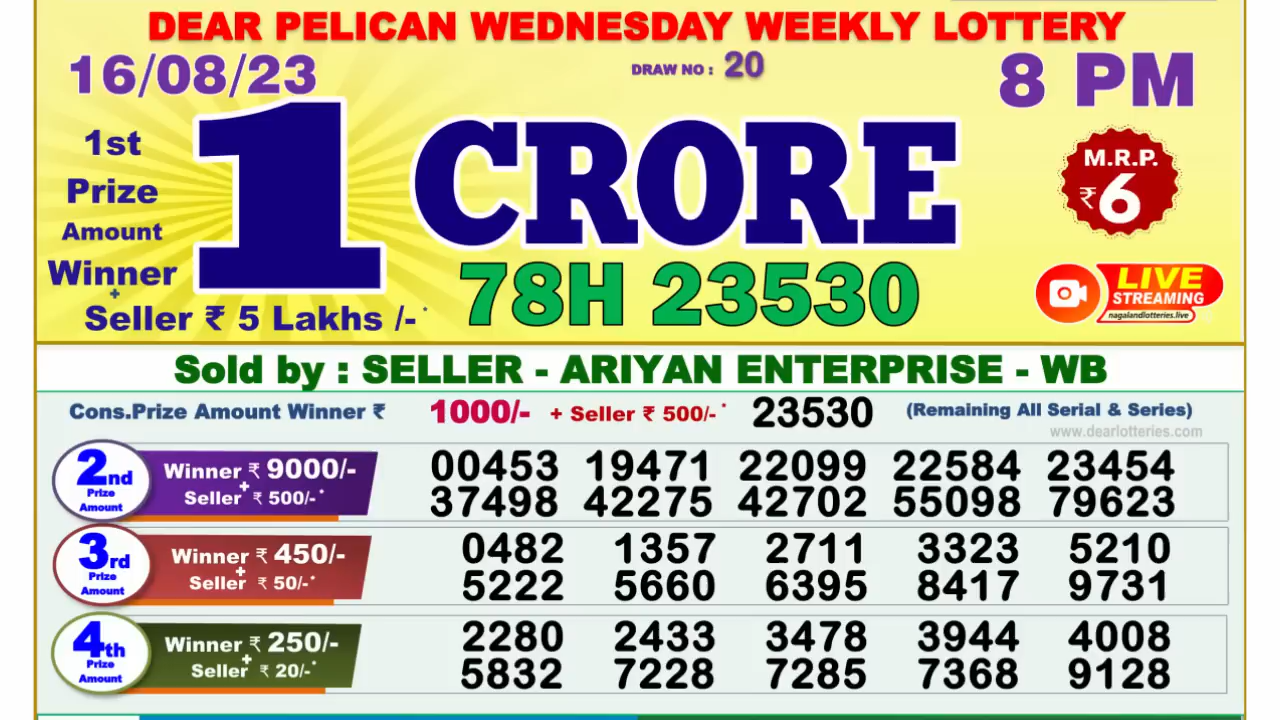 DEAR PELICAN WEDNESDAY WEEKLY LOTTERY
16/08/23
DRAW NO : 20
8 PM
1st
Prize
Amount
Winner
+
Seller ₹ 5 Lakhs /-*
1 CRORE
78H 23530
M.R.P.
₹ 6
LIVE
STREAMING
nagalandlotteries.live
Sold by : SELLER - ARIYAN ENTERPRISE - WB
Cons.Prize Amount Winner ₹ 1000/- + Seller ₹ 500/-* 23530 (Remaining All Serial & Series)
www.dearlotteries.com
2nd
Prize
Amount
Winner ₹ 9000/-
+
Seller ₹ 500/-*
00453 19471 22099 22584 23454
37498 42275 42702 55098 79623
3rd
Prize
Amount
Winner ₹ 450/-
+
Seller ₹ 50/-*
0482 1357 2711 3323 5210
5222 5660 6395 8417 9731
4th
Prize
Amount
Winner ₹ 250/-
+
Seller ₹ 20/-*
2280 2433 3478 3944 4008
5832 7228 7285 7368 9128